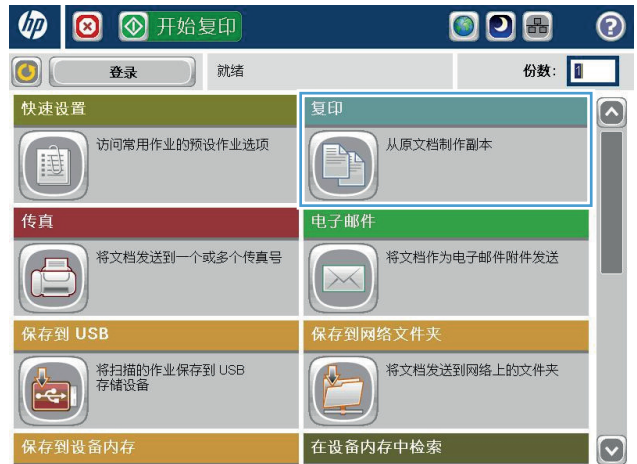 hp
开始复印
?
登录
就绪
份数: 1
快速设置
访问常用作业的预设作业选项
复印
从原文档制作副本
传真
将文档发送到一个或多个传真号
电子邮件
将文档作为电子邮件附件发送
保存到 USB
将扫描的作业保存到 USB
存储设备
保存到网络文件夹
将文档发送到网络上的文件夹
保存到设备内存
在设备内存中检索